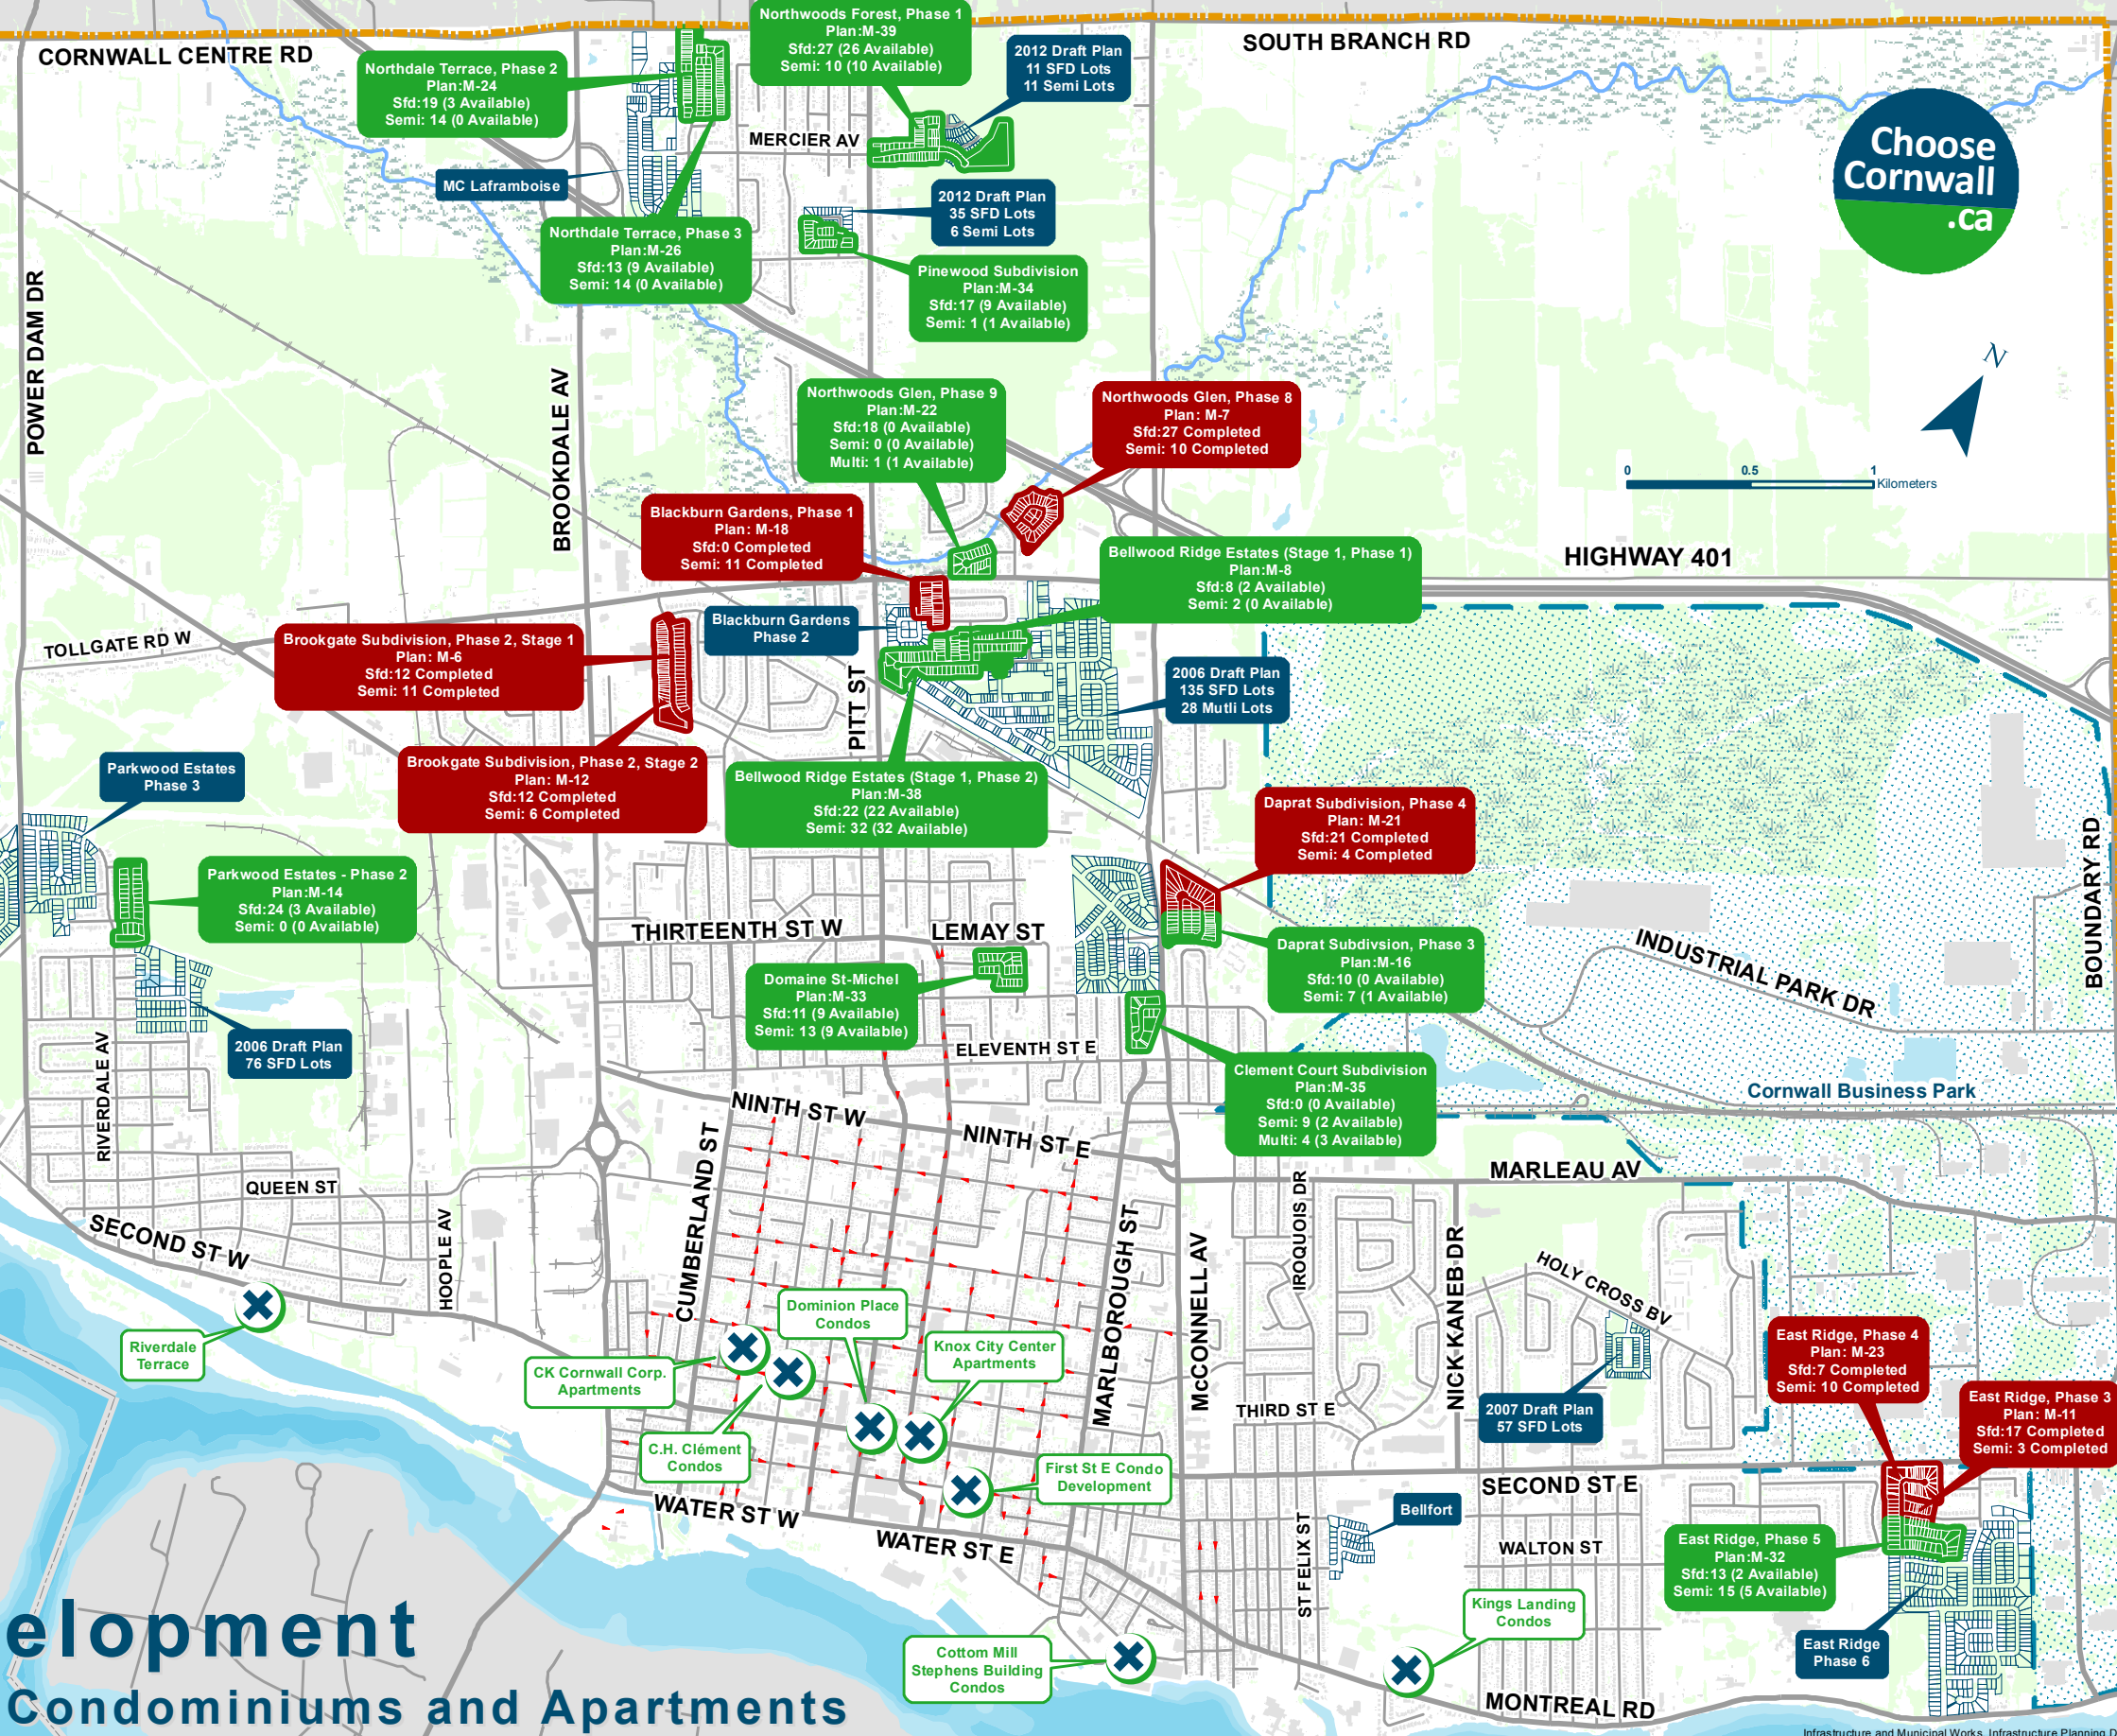 CORNWALL CENTRE RD
SOUTH BRANCH RD
Northwoods Forest, Phase 1
Plan:M-39
Sfd:27 (26 Available)
Semi: 10 (10 Available)
2012 Draft Plan
11 SFD Lots
11 Semi Lots
Northdale Terrace, Phase 2
Plan:M-24
Sfd:19 (3 Available)
Semi: 14 (0 Available)
MERCIER AV
Choose
Cornwall
.ca
MC Laframboise
2012 Draft Plan
35 SFD Lots
6 Semi Lots
Northdale Terrace, Phase 3
Plan:M-26
Sfd:13 (9 Available)
Semi: 14 (0 Available)
Pinewood Subdivision
Plan:M-34
Sfd:17 (9 Available)
Semi: 1 (1 Available)
POWER DAM DR
BROOKDALE AV
N
0 0.5 1
Kilometers
Northwoods Glen, Phase 9
Plan:M-22
Sfd:18 (0 Available)
Semi: 0 (0 Available)
Multi: 1 (1 Available)
Northwoods Glen, Phase 8
Plan: M-7
Sfd:27 Completed
Semi: 10 Completed
Blackburn Gardens, Phase 1
Plan: M-18
Sfd:0 Completed
Semi: 11 Completed
Bellwood Ridge Estates (Stage 1, Phase 1)
Plan:M-8
Sfd:8 (2 Available)
Semi: 2 (0 Available)
HIGHWAY 401
Blackburn Gardens
Phase 2
TOLLGATE RD W
Brookgate Subdivision, Phase 2, Stage 1
Plan: M-6
Sfd:12 Completed
Semi: 11 Completed
PITT ST
2006 Draft Plan
135 SFD Lots
28 Mutli Lots
Brookgate Subdivision, Phase 2, Stage 2
Plan: M-12
Sfd:12 Completed
Semi: 6 Completed
Bellwood Ridge Estates (Stage 1, Phase 2)
Plan:M-38
Sfd:22 (22 Available)
Semi: 32 (32 Available)
Parkwood Estates
Phase 3
Daprat Subdivision, Phase 4
Plan: M-21
Sfd:21 Completed
Semi: 4 Completed
Parkwood Estates - Phase 2
Plan:M-14
Sfd:24 (3 Available)
Semi: 0 (0 Available)
BOUNDARY RD
THIRTEENTH ST W
LEMAY ST
Daprat Subdivsion, Phase 3
Plan:M-16
Sfd:10 (0 Available)
Semi: 7 (1 Available)
INDUSTRIAL PARK DR
Domaine St-Michel
Plan:M-33
Sfd:11 (9 Available)
Semi: 13 (9 Available)
2006 Draft Plan
76 SFD Lots
RIVERDALE AV
ELEVENTH ST E
Clement Court Subdivision
Plan:M-35
Sfd:0 (0 Available)
Semi: 9 (2 Available)
Multi: 4 (3 Available)
Cornwall Business Park
NINTH ST W
NINTH ST E
MARLEAU AV
QUEEN ST
SECOND ST W
HOOPLE AV
CUMBERLAND ST
MARLBOROUGH ST
McCONNELL AV
IROQUOIS DR
NICK KANEB DR
HOLY CROSS BV
Riverdale
Terrace
Dominion Place
Condos
Knox City Center
Apartments
CK Cornwall Corp.
Apartments
C.H. Clément
Condos
First St E Condo
Development
THIRD ST E
2007 Draft Plan
57 SFD Lots
East Ridge, Phase 4
Plan: M-23
Sfd:7 Completed
Semi: 10 Completed
East Ridge, Phase 3
Plan: M-11
Sfd:17 Completed
Semi: 3 Completed
SECOND ST E
WATER ST W
WATER ST E
ST FELIX ST
Bellfort
WALTON ST
East Ridge, Phase 5
Plan:M-32
Sfd:13 (2 Available)
Semi: 15 (5 Available)
Kings Landing
Condos
East Ridge
Phase 6
Cottom Mill
Stephens Building
Condos
MONTREAL RD
elopment
Condominiums and Apartments
Infrastructure and Municipal Works, Infrastructure Planning D